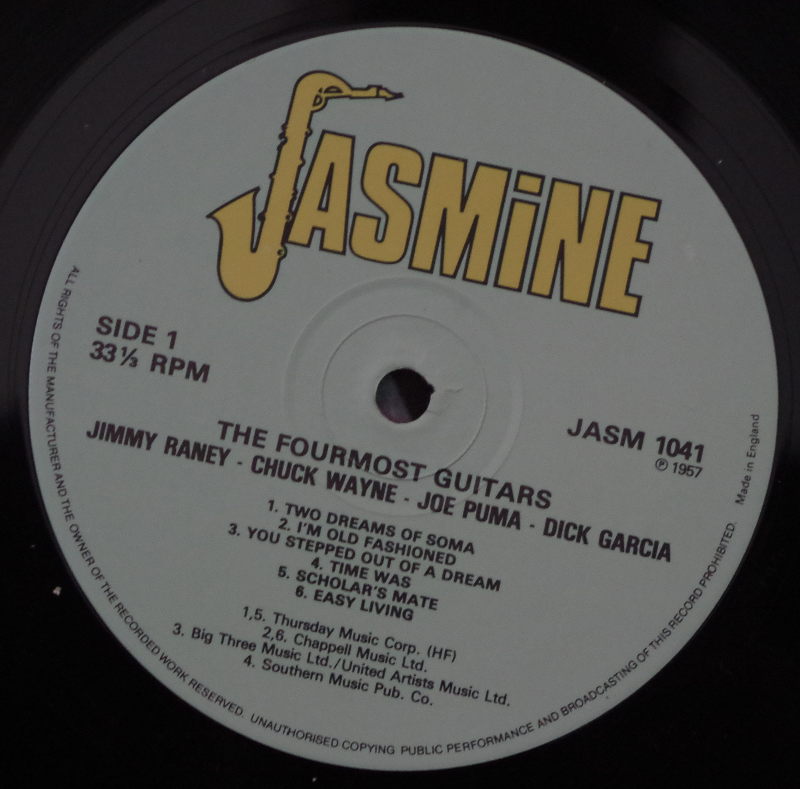 JASMiNE
SIDE 1
33⅓ RPM
JASM 1041
℗ 1957
THE FOURMOST GUITARS
JIMMY RANEY - CHUCK WAYNE - JOE PUMA - DICK GARCIA
1. TWO DREAMS OF SOMA
2. I'M OLD FASHIONED
3. YOU STEPPED OUT OF A DREAM
4. TIME WAS
5. SCHOLAR'S MATE
6. EASY LIVING
1,5. Thursday Music Corp. (HF)
2,6. Chappell Music Ltd.
3. Big Three Music Ltd./United Artists Music Ltd.
4. Southern Music Pub. Co.
ALL RIGHTS OF THE MANUFACTURER AND THE OWNER OF THE RECORDED WORK RESERVED. UNAUTHORISED COPYING PUBLIC PERFORMANCE AND BROADCASTING OF THIS RECORD PROHIBITED. Made in England